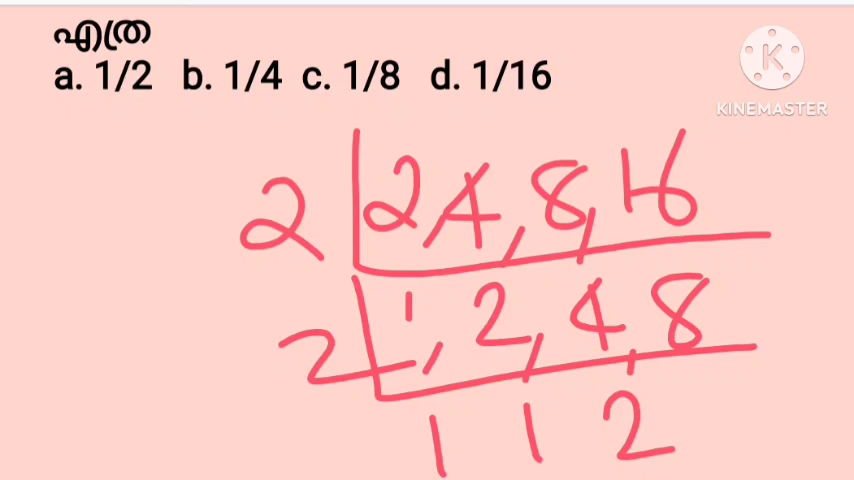 എത്ര
a. 1/2 b. 1/4 c. 1/8 d. 1/16
K
KINEMASTER
2 2, 4, 8, 16
2 1, 2, 4, 8
1 1 2